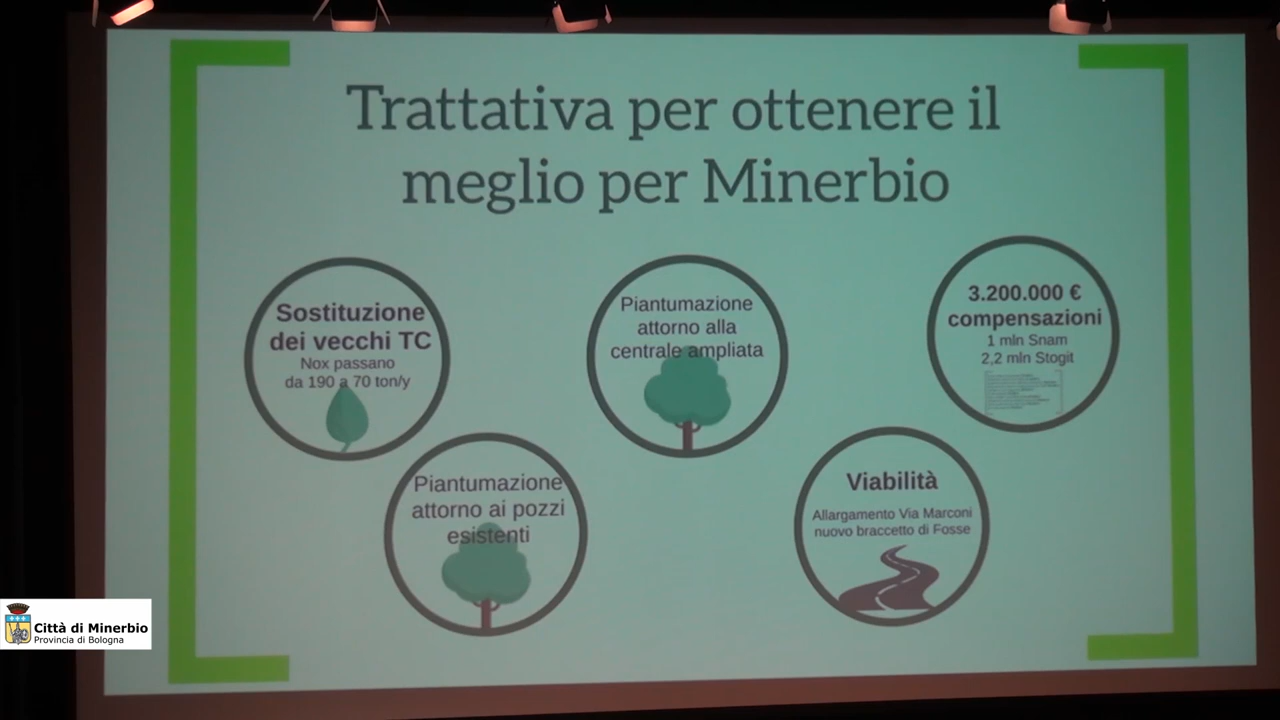 Trattativa per ottenere il
meglio per Minerbio
Sostituzione
dei vecchi TC
Nox passano
da 190 a 70 ton/y
Piantumazione
attorno ai pozzi
esistenti
Piantumazione
attorno alla
centrale ampliata
Viabilità
Allargamento Via Marconi
nuovo braccetto di Fosse
3.200.000 €
compensazioni
1 mln Snam
2,2 mln Stogit
Città di Minerbio
Provincia di Bologna